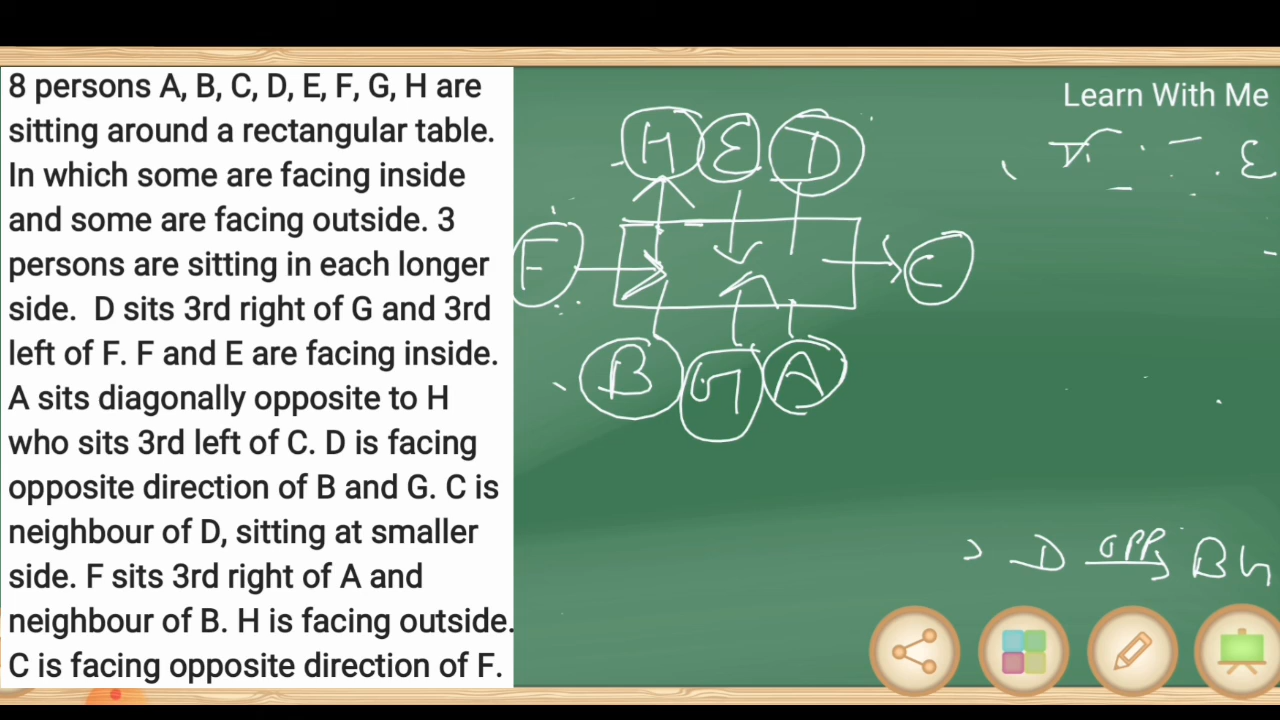 8 persons A, B, C, D, E, F, G, H are
sitting around a rectangular table.
In which some are facing inside
and some are facing outside. 3
persons are sitting in each longer
side. D sits 3rd right of G and 3rd
left of F. F and E are facing inside.
A sits diagonally opposite to H
who sits 3rd left of C. D is facing
opposite direction of B and G. C is
neighbour of D, sitting at smaller
side. F sits 3rd right of A and
neighbour of B. H is facing outside.
C is facing opposite direction of F.
Learn With Me
H E D
E
F
C
B G A
D opp B G